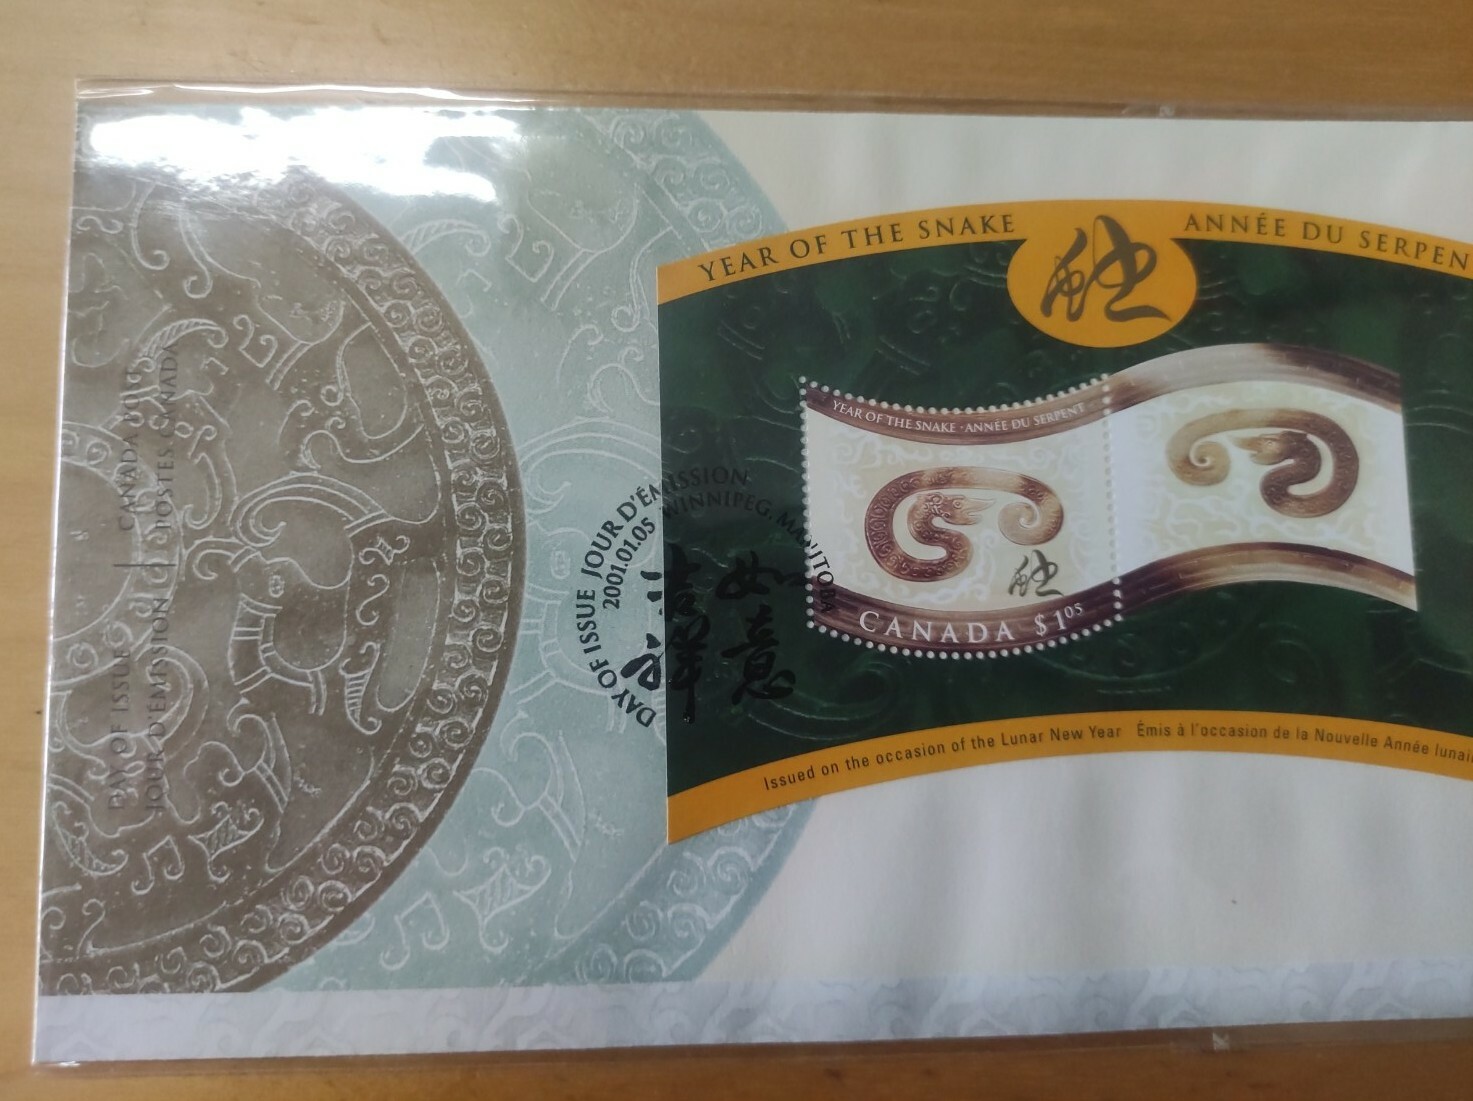 YEAR OF THE SNAKE 蛇 ANNÉE DU SERPEN
YEAR OF THE SNAKE · ANNÉE DU SERPENT
蛇
CANADA $1.05
Issued on the occasion of the Lunar New Year Émis à l'occasion de la Nouvelle Année lunai
DAY OF ISSUE JOUR D'ÉMISSION
2001.01.05 WINNIPEG, MANITOBA
吉祥
如意
DAY OF ISSUE
JOUR D'ÉMISSION
CANADA POST
POSTES CANADA